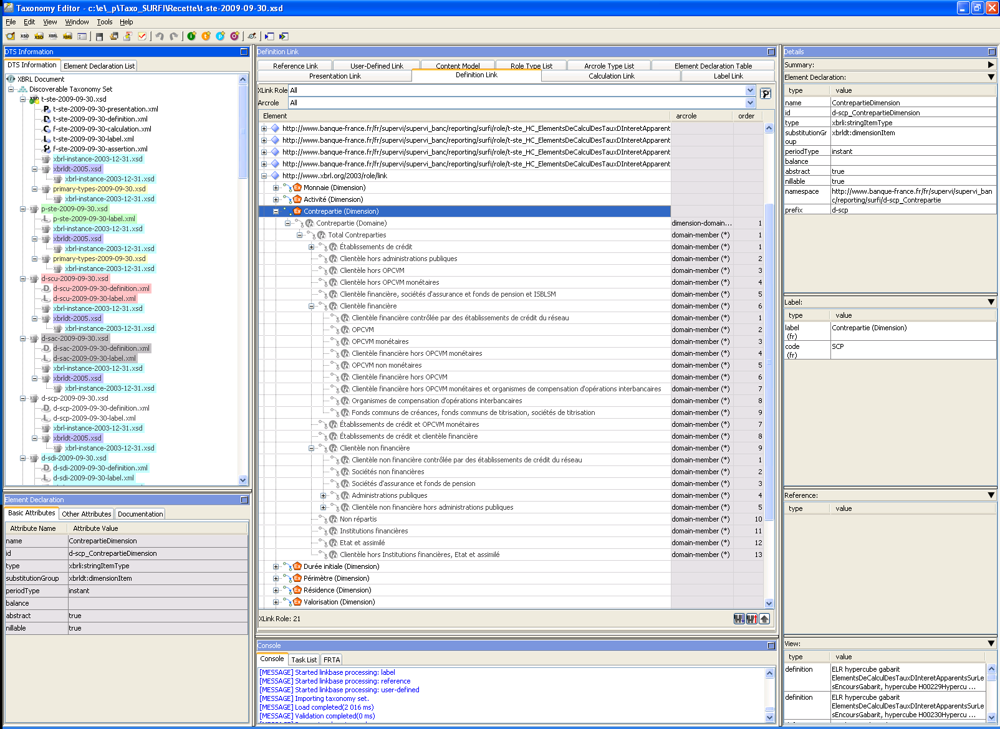 Taxonomy Editor - c:\e\_p\Taxo_SURFI\Recette\t-ste-2009-09-30.xsd
File Edit View Window Tools Help
DTS Information
DTS Information Element Declaration List
XBRL Document
Discoverable Taxonomy Set
t-ste-2009-09-30.xsd
t-ste-2009-09-30-presentation.xml
t-ste-2009-09-30-definition.xml
f-ste-2009-09-30-calculation.xml
t-ste-2009-09-30-label.xml
f-ste-2009-09-30-assertion.xml
xbrl-instance-2003-12-31.xsd
xbrldt-2005.xsd
xbrl-instance-2003-12-31.xsd
primary-types-2009-09-30.xsd
xbrl-instance-2003-12-31.xsd
p-ste-2009-09-30.xsd
p-ste-2009-09-30-label.xml
xbrl-instance-2003-12-31.xsd
xbrldt-2005.xsd
xbrl-instance-2003-12-31.xsd
primary-types-2009-09-30.xsd
xbrl-instance-2003-12-31.xsd
d-scu-2009-09-30.xsd
d-scu-2009-09-30-definition.xml
d-scu-2009-09-30-label.xml
xbrl-instance-2003-12-31.xsd
xbrldt-2005.xsd
xbrl-instance-2003-12-31.xsd
d-sac-2009-09-30.xsd
d-sac-2009-09-30-definition.xml
d-sac-2009-09-30-label.xml
xbrl-instance-2003-12-31.xsd
xbrldt-2005.xsd
xbrl-instance-2003-12-31.xsd
d-scp-2009-09-30.xsd
d-scp-2009-09-30-definition.xml
d-scp-2009-09-30-label.xml
xbrl-instance-2003-12-31.xsd
xbrldt-2005.xsd
xbrl-instance-2003-12-31.xsd
d-sdi-2009-09-30.xsd
d-sdi-2009-09-30-definition.xml
d-sdi-2009-09-30-label.xml
Element Declaration
Basic Attributes Other Attributes Documentation
Attribute Name Attribute Value
name ContrepartieDimension
id d-scp_ContrepartieDimension
type xbrli:stringItemType
substitutionGroup xbrldt:dimensionItem
periodType instant
balance
abstract true
nillable true
Definition Link
Reference Link User-Defined Link Content Model Role Type List Arcrole Type List Element Declaration Table
Presentation Link Definition Link Calculation Link Label Link
XLink Role All
Arcrole All
Element arcrole order
http://www.banque-france.fr/fr/supervi/supervi_banc/reporting/surfi/role/t-ste_HC_ElementsDeCalculDesTauxDInteretApparent
http://www.banque-france.fr/fr/supervi/supervi_banc/reporting/surfi/role/t-ste_HC_ElementsDeCalculDesTauxDInteretApparent
http://www.banque-france.fr/fr/supervi/supervi_banc/reporting/surfi/role/t-ste_HC_ElementsDeCalculDesTauxDInteretApparent
http://www.banque-france.fr/fr/supervi/supervi_banc/reporting/surfi/role/t-ste_HC_ElementsDeCalculDesTauxDInteretApparent
http://www.xbrl.org/2003/role/link
Monnaie (Dimension)
Activité (Dimension)
Contrepartie (Dimension)
Contrepartie (Domaine) dimension-domain... 1
Total Contreparties domain-member (*) 1
Établissements de crédit domain-member (*) 1
Clientèle hors administrations publiques domain-member (*) 2
Clientèle hors OPCVM domain-member (*) 3
Clientèle hors OPCVM monétaires domain-member (*) 4
Clientèle financière, sociétés d'assurance et fonds de pension et ISBLSM domain-member (*) 5
Clientèle financière domain-member (*) 6
Clientèle financière contrôlée par des établissements de crédit du réseau domain-member (*) 1
OPCVM domain-member (*) 2
OPCVM monétaires domain-member (*) 3
Clientèle financière hors OPCVM monétaires domain-member (*) 4
OPCVM non monétaires domain-member (*) 5
Clientèle financière hors OPCVM domain-member (*) 6
Clientèle financière hors OPCVM monétaires et organismes de compensation d'opérations interbancaires domain-member (*) 7
Organismes de compensation d'opérations interbancaires domain-member (*) 8
Fonds communs de créances, fonds communs de titrisation, sociétés de titrisation domain-member (*) 9
Établissements de crédit et OPCVM monétaires domain-member (*) 7
Établissements de crédit et clientèle financière domain-member (*) 8
Clientèle non financière domain-member (*) 9
Clientèle non financière contrôlée par des établissements de crédit du réseau domain-member (*) 1
Sociétés non financières domain-member (*) 2
Sociétés d'assurance et fonds de pension domain-member (*) 3
Administrations publiques domain-member (*) 4
Clientèle non financière hors administrations publiques domain-member (*) 5
Non répartis domain-member (*) 10
Institutions financières domain-member (*) 11
Etat et assimilé domain-member (*) 12
Clientèle hors Institutions financières, Etat et assimilé domain-member (*) 13
Durée initiale (Dimension)
Périmètre (Dimension)
Résidence (Dimension)
Valorisation (Dimension)
XLink Role: 21
Console
Console Task List FRTA
[MESSAGE] Started linkbase processing: label
[MESSAGE] Started linkbase processing: reference
[MESSAGE] Started linkbase processing: user-defined
[MESSAGE] Importing taxonomy set.
[MESSAGE] Load completed(2 016 ms)
[MESSAGE] Validation completed(0 ms)
Details
Summary:
Element Declaration:
type value
name ContrepartieDimension
id d-scp_ContrepartieDimension
type xbrli:stringItemType
substitutionGr xbrldt:dimensionItem
oup
periodType instant
balance
abstract true
nillable true
namespace http://www.banque-france.fr/fr/supervi/supervi_ban
c/reporting/surfi/d-scp_Contrepartie
prefix d-scp
Label:
type value
label Contrepartie (Dimension)
(fr)
code SCP
(fr)
Reference:
type value
View:
type value
definition ELR hypercube gabarit
ElementsDeCalculDesTauxDInteretApparentsSurLe
sEncoursGabarit, hypercube H00229Hypercu ...
definition ELR hypercube gabarit
ElementsDeCalculDesTauxDInteretApparentsSurLe
sEncoursGabarit, hypercube H00230Hypercu ...